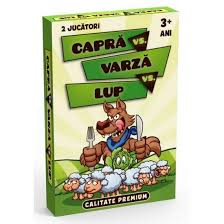 2 JUCĂTORI
3+
ANI
CAPRĂ VS.
VARZĂ VS.
LUP
CALITATE PREMIUM